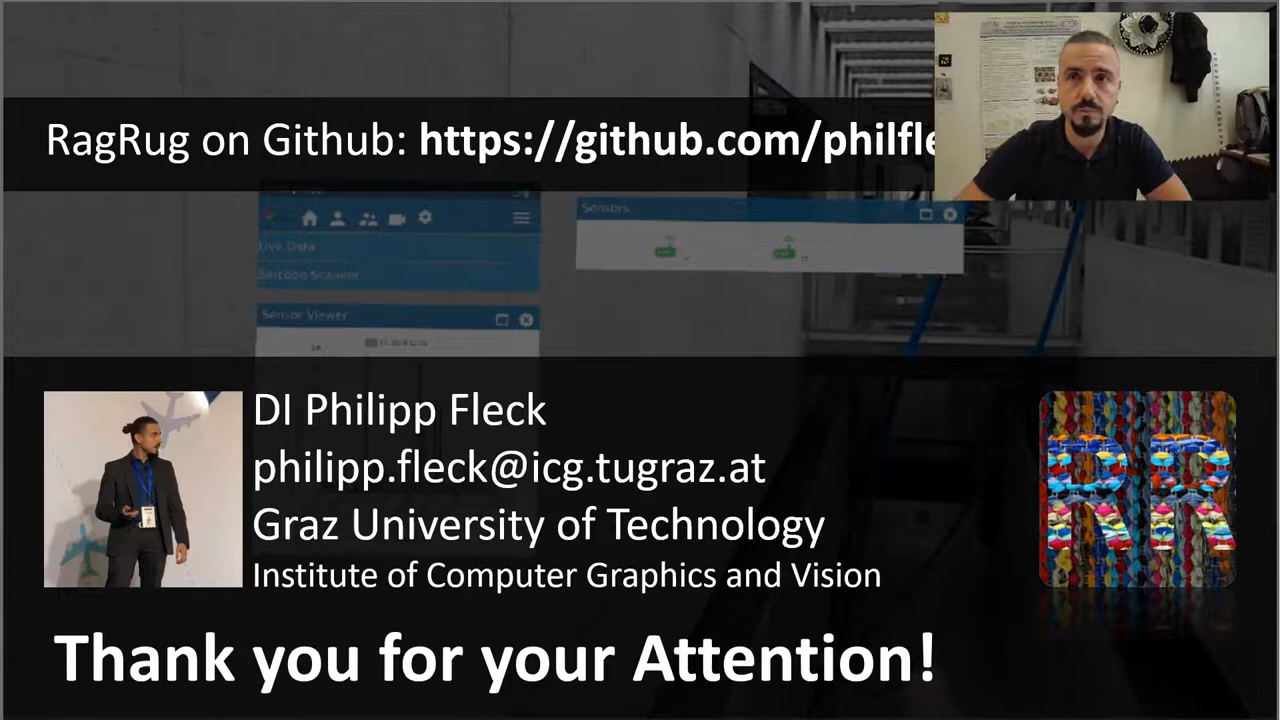 RagRug on Github: https://github.com/philfle
Sensors
Live Data
Barcode Scanner
Sensor Viewer
DI Philipp Fleck
philipp.fleck@icg.tugraz.at
Graz University of Technology
Institute of Computer Graphics and Vision
RR
Thank you for your Attention!